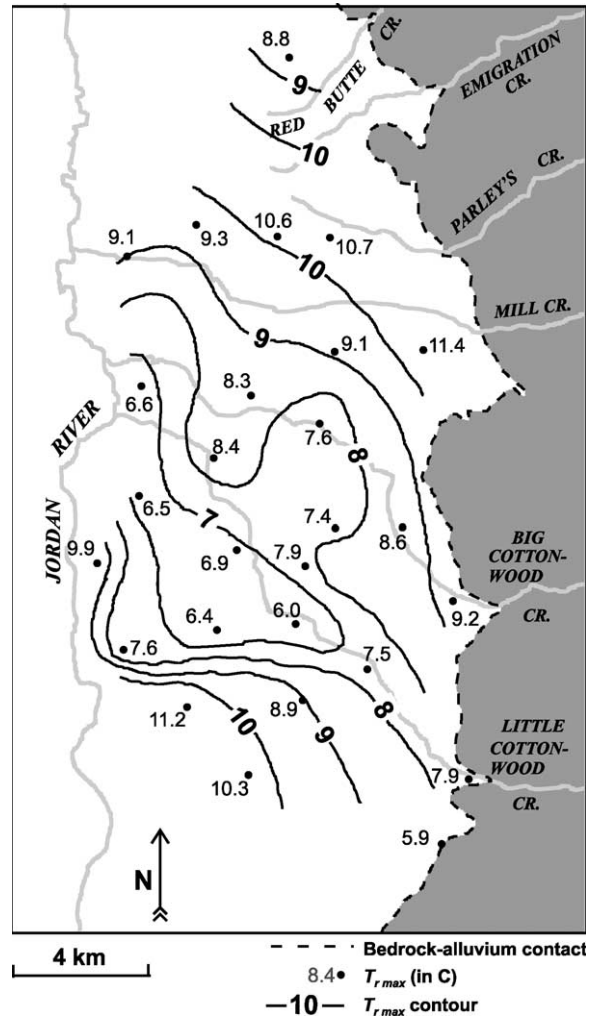 8.8
CR.
9
BUTTE
RED
EMIGRATION
CR.
10
PARLEY'S CR.
9.3
10.6
10.7
9.1
10
MILL CR.
9
9.1
11.4
8.3
6.6
7.6
RIVER
8.4
8
6.5
7
7.4
8.6
JORDAN
9.9
6.9
7.9
BIG
COTTON-
WOOD
CR.
9.2
6.4
6.0
7.6
7.5
11.2
10
8.9
9
8
LITTLE
COTTON-
WOOD
CR.
7.9
10.3
5.9
N
4 km
Bedrock-alluvium contact
8.4 T r max (in C)
10 T r max contour